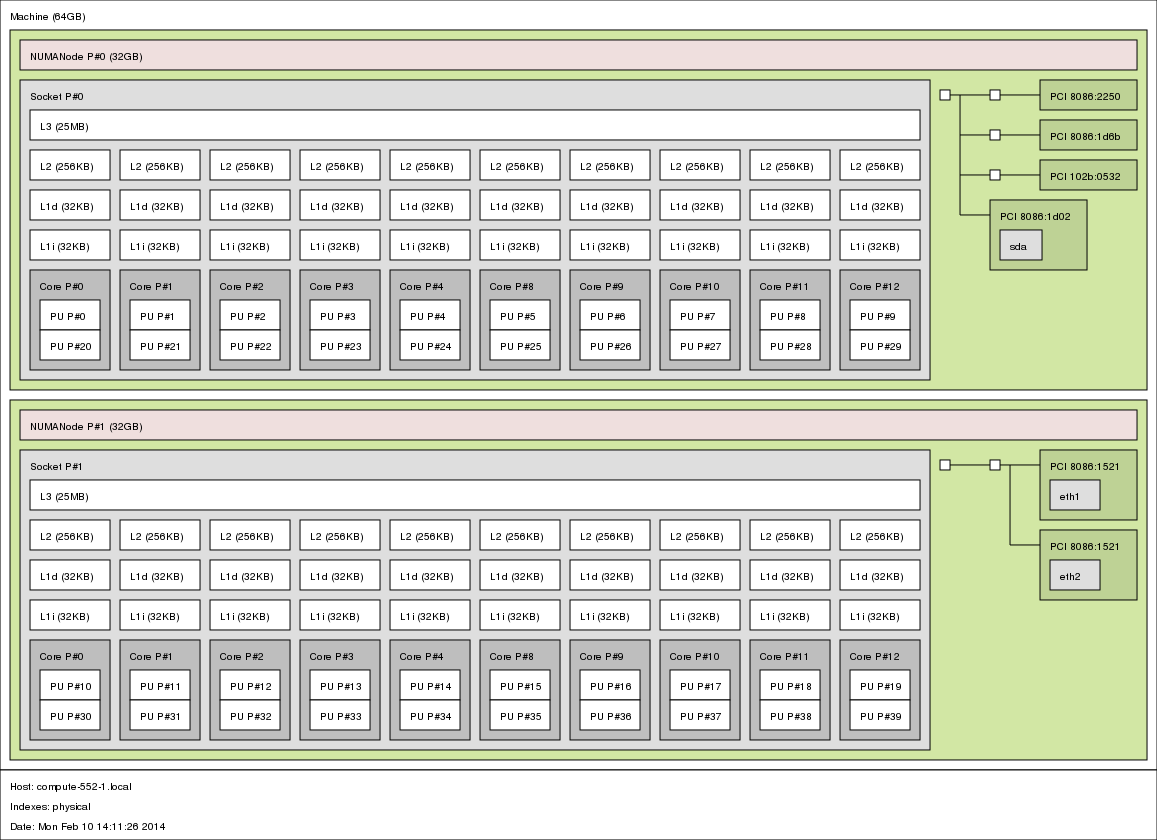 Machine (64GB)
NUMANode P#0 (32GB)
Socket P#0
PCI 8086:2250
L3 (25MB)
PCI 8086:1d6b
L2 (256KB) L2 (256KB) L2 (256KB) L2 (256KB) L2 (256KB) L2 (256KB) L2 (256KB) L2 (256KB) L2 (256KB) L2 (256KB)
PCI 102b:0532
L1d (32KB) L1d (32KB) L1d (32KB) L1d (32KB) L1d (32KB) L1d (32KB) L1d (32KB) L1d (32KB) L1d (32KB) L1d (32KB)
PCI 8086:1d02
L1i (32KB) L1i (32KB) L1i (32KB) L1i (32KB) L1i (32KB) L1i (32KB) L1i (32KB) L1i (32KB) L1i (32KB) L1i (32KB)
sda
Core P#0 Core P#1 Core P#2 Core P#3 Core P#4 Core P#8 Core P#9 Core P#10 Core P#11 Core P#12
PU P#0 PU P#1 PU P#2 PU P#3 PU P#4 PU P#5 PU P#6 PU P#7 PU P#8 PU P#9
PU P#20 PU P#21 PU P#22 PU P#23 PU P#24 PU P#25 PU P#26 PU P#27 PU P#28 PU P#29
NUMANode P#1 (32GB)
Socket P#1
PCI 8086:1521
L3 (25MB)
eth1
L2 (256KB) L2 (256KB) L2 (256KB) L2 (256KB) L2 (256KB) L2 (256KB) L2 (256KB) L2 (256KB) L2 (256KB) L2 (256KB)
PCI 8086:1521
L1d (32KB) L1d (32KB) L1d (32KB) L1d (32KB) L1d (32KB) L1d (32KB) L1d (32KB) L1d (32KB) L1d (32KB) L1d (32KB)
eth2
L1i (32KB) L1i (32KB) L1i (32KB) L1i (32KB) L1i (32KB) L1i (32KB) L1i (32KB) L1i (32KB) L1i (32KB) L1i (32KB)
Core P#0 Core P#1 Core P#2 Core P#3 Core P#4 Core P#8 Core P#9 Core P#10 Core P#11 Core P#12
PU P#10 PU P#11 PU P#12 PU P#13 PU P#14 PU P#15 PU P#16 PU P#17 PU P#18 PU P#19
PU P#30 PU P#31 PU P#32 PU P#33 PU P#34 PU P#35 PU P#36 PU P#37 PU P#38 PU P#39
Host: compute-552-1.local
Indexes: physical
Date: Mon Feb 10 14:11:26 2014